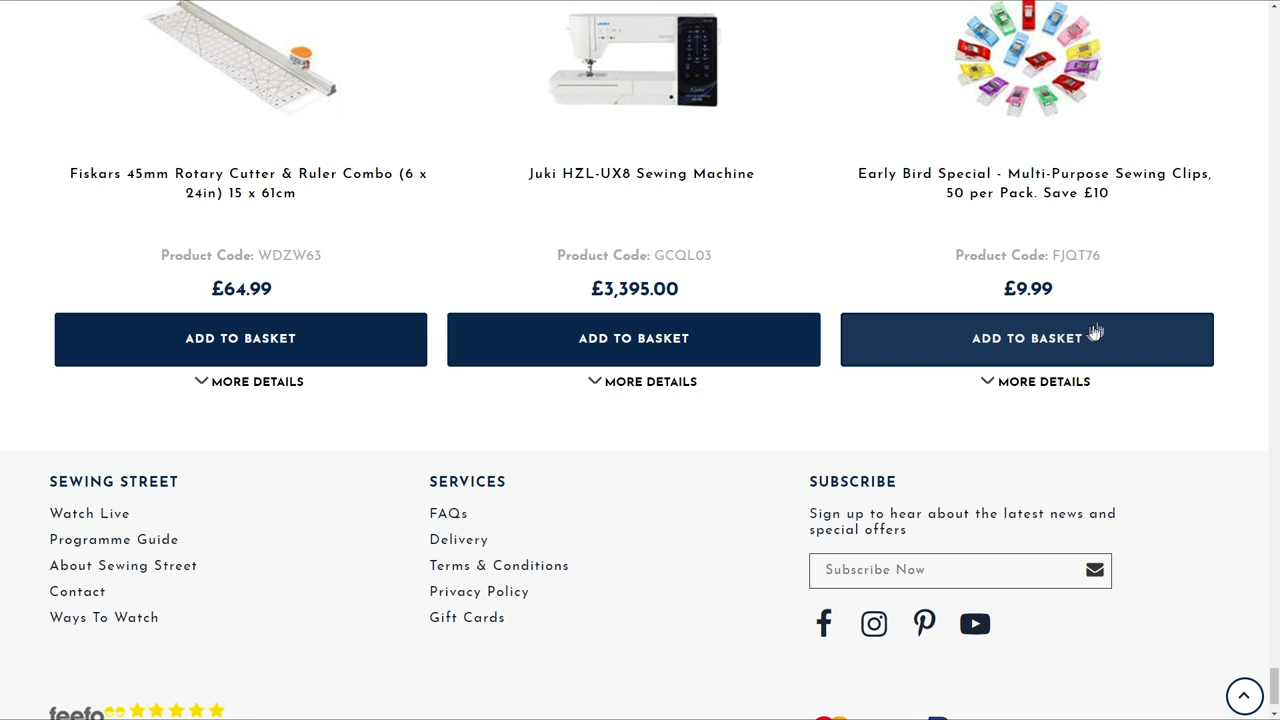 Fiskars 45mm Rotary Cutter & Ruler Combo (6 x
24in) 15 x 61cm
Juki HZL-UX8 Sewing Machine
Early Bird Special - Multi-Purpose Sewing Clips,
50 per Pack. Save £10
Product Code: WDZW63
Product Code: GCQL03
Product Code: FJQT76
£64.99
£3,395.00
£9.99
ADD TO BASKET
ADD TO BASKET
ADD TO BASKET
MORE DETAILS
MORE DETAILS
MORE DETAILS
SEWING STREET
Watch Live
Programme Guide
About Sewing Street
Contact
Ways To Watch
SERVICES
FAQs
Delivery
Terms & Conditions
Privacy Policy
Gift Cards
SUBSCRIBE
Sign up to hear about the latest news and
special offers
Subscribe Now
feefo